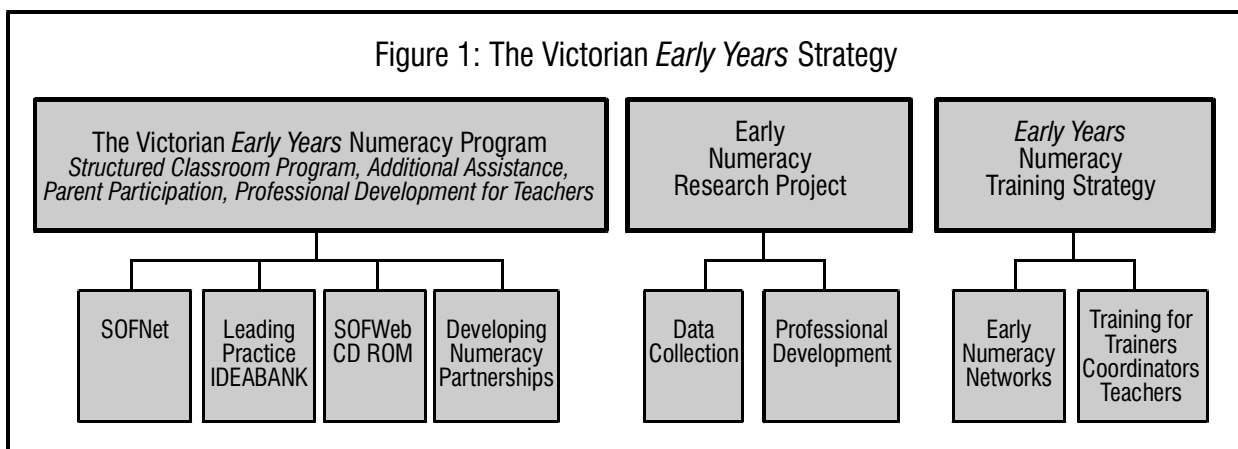 Figure 1: The Victorian Early Years Strategy
The Victorian Early Years Numeracy Program
Structured Classroom Program, Additional Assistance,
Parent Participation, Professional Development for Teachers
Early
Numeracy
Research Project
Early Years
Numeracy
Training Strategy
SOFNet
Leading
Practice
IDEABANK
SOFWeb
CD ROM
Developing
Numeracy
Partnerships
Data
Collection
Professional
Development
Early
Numeracy
Networks
Training for
Trainers
Coordinators
Teachers